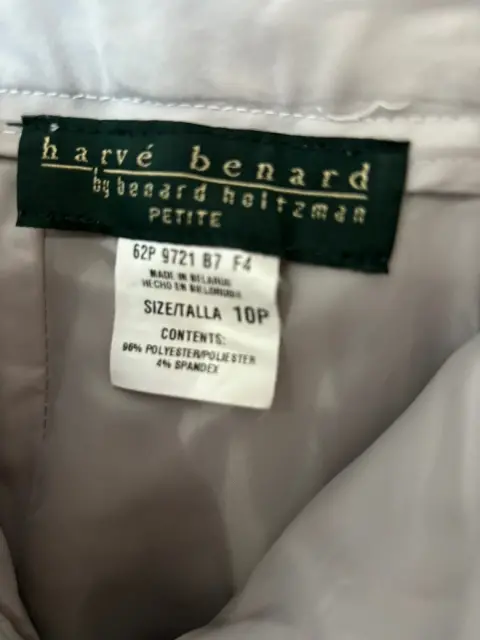 harvé benard
by benard holtzman
PETITE
62P 9721 B7 F4
MADE IN BELARUS
HECHO EN BELORUSIA
SIZE/TALLA 10P
CONTENTS:
96% POLYESTER/POLIESTER
4% SPANDEX